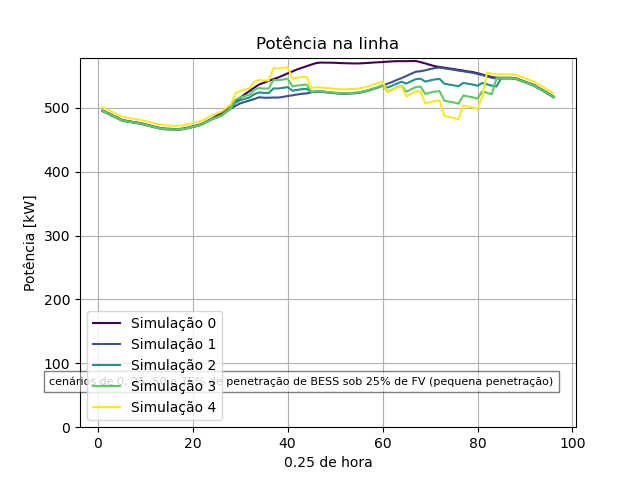 Potência na linha
Potência [kW]
500
400
300
200
100
0
Simulação 0
Simulação 1
Simulação 2
Simulação 3
Simulação 4
cenários de 0, penetração de BESS sob 25% de FV (pequena penetração)
0
20
40
60
80
100
0.25 de hora